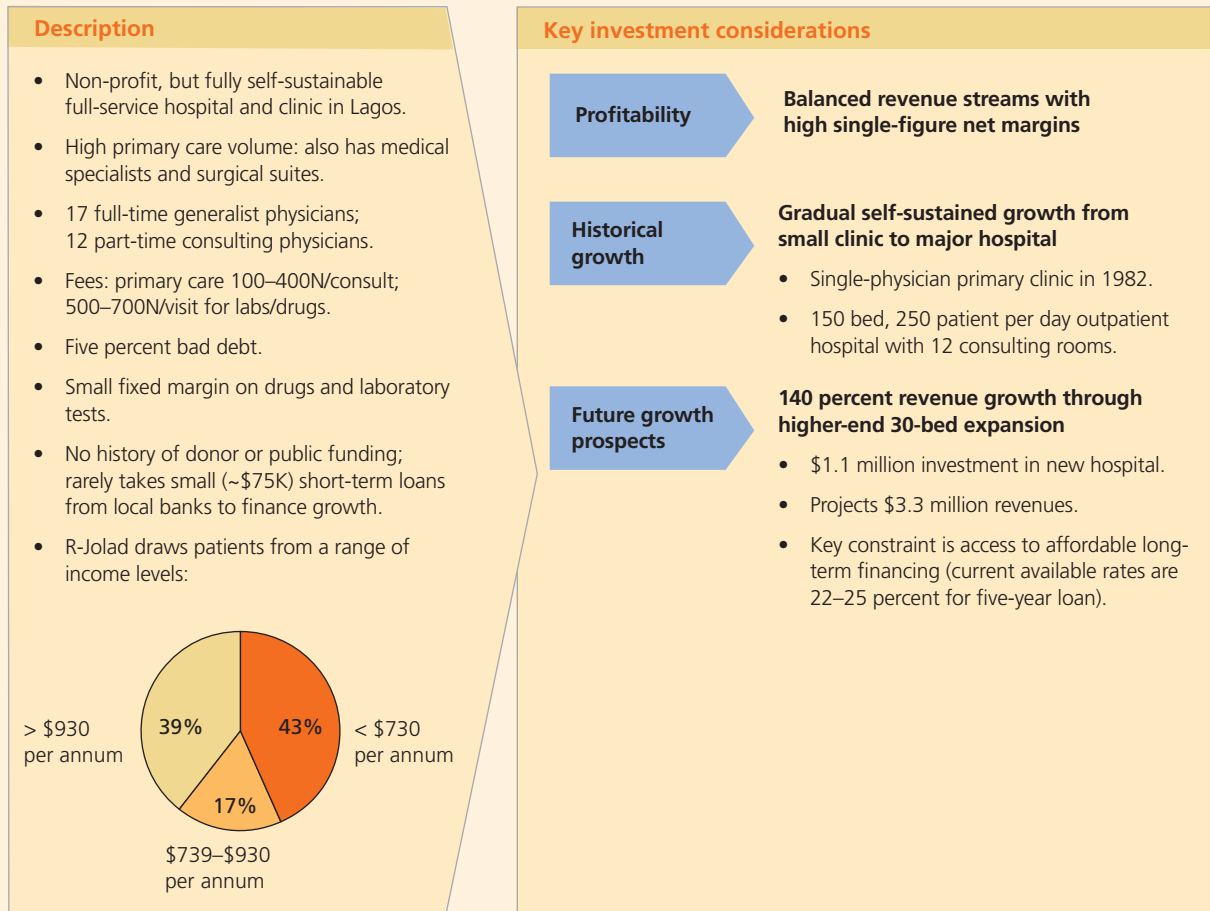 Description
• Non-profit, but fully self-sustainable
full-service hospital and clinic in Lagos.
• High primary care volume: also has medical
specialists and surgical suites.
• 17 full-time generalist physicians;
12 part-time consulting physicians.
• Fees: primary care 100–400N/consult;
500–700N/visit for labs/drugs.
• Five percent bad debt.
• Small fixed margin on drugs and laboratory
tests.
• No history of donor or public funding;
rarely takes small (~$75K) short-term loans
from local banks to finance growth.
• R-Jolad draws patients from a range of
income levels:
> $930
per annum
39%
43%
< $730
per annum
17%
$739–$930
per annum
Key investment considerations
Profitability
Balanced revenue streams with
high single-figure net margins
Historical
growth
Gradual self-sustained growth from
small clinic to major hospital
• Single-physician primary clinic in 1982.
• 150 bed, 250 patient per day outpatient
hospital with 12 consulting rooms.
Future growth
prospects
140 percent revenue growth through
higher-end 30-bed expansion
• $1.1 million investment in new hospital.
• Projects $3.3 million revenues.
• Key constraint is access to affordable long-
term financing (current available rates are
22–25 percent for five-year loan).